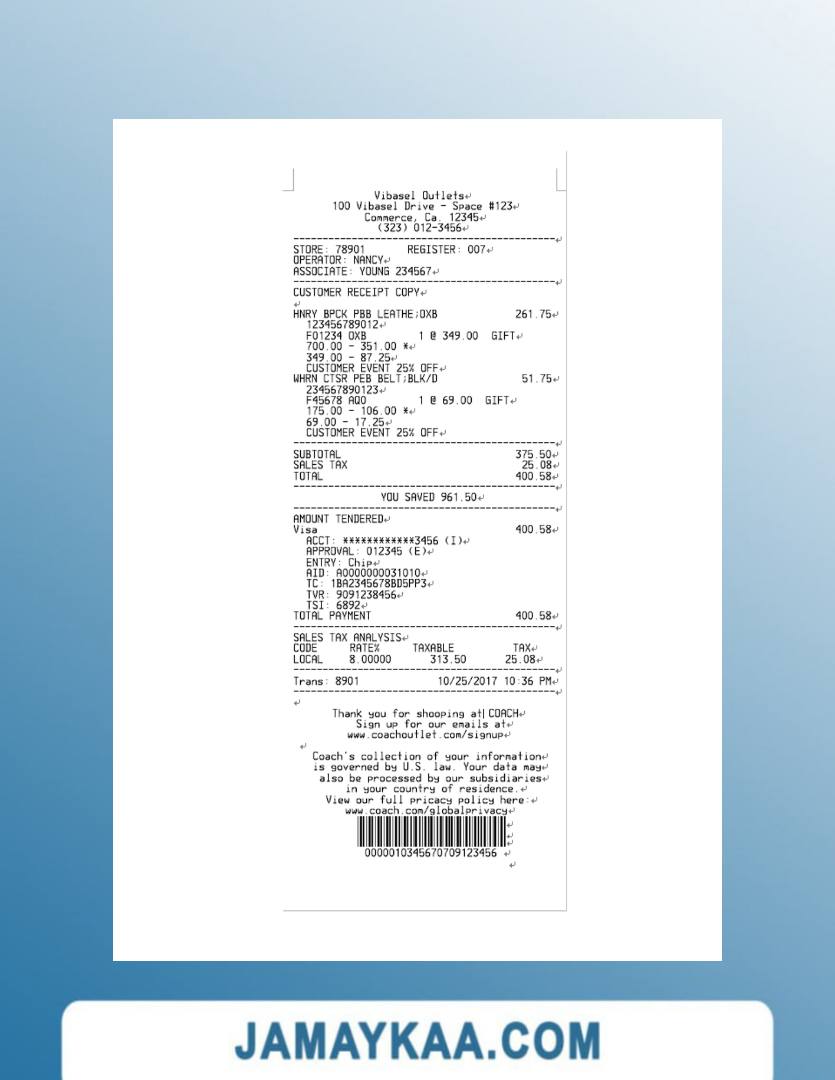 Vibasel Outlets
100 Vibasel Drive - Space #123
Commerce, Ca. 12345
(323) 012-3456
STORE: 78901 REGISTER: 007
OPERATOR: NANCY
ASSOCIATE: YOUNG 234567
CUSTOMER RECEIPT COPY
HNRY BPCK PBB LEATHE;OXB 261.75
123456789012
F01234 OXB 1 @ 349.00 GIFT
700.00 - 351.00 *
349.00 - 87.25
CUSTOMER EVENT 25% OFF
WHRN CTSR PEB BELT;BLK/D 51.75
234567890123
F45678 AQO 1 @ 69.00 GIFT
175.00 - 106.00 *
69.00 - 17.25
CUSTOMER EVENT 25% OFF
SUBTOTAL 375.50
SALES TAX 25.08
TOTAL 400.58
YOU SAVED 961.50
AMOUNT TENDERED
Visa 400.58
ACCT: ************3456 (I)
APPROVAL: 012345 (E)
ENTRY: Chip
AID: A0000000031010
TC: 1BA2345678BD5PP3
TVR: 9091238456
TSI: 6892
TOTAL PAYMENT 400.58
SALES TAX ANALYSIS
CODE RATE% TAXABLE TAX
LOCAL 8.00000 313.50 25.08
Trans: 8901 10/25/2017 10:36 PM
Thank you for shooping at COACH
Sign up for our emails at
www.coachoutlet.com/signup
Coach's collection of your information
is governed by U.S. law. Your data may
also be processed by our subsidiaries
in your country of residence.
View our full pricacy policy here:
www.coach.com/globalprivacy
0000010345670709123456
JAMAYKAA.COM